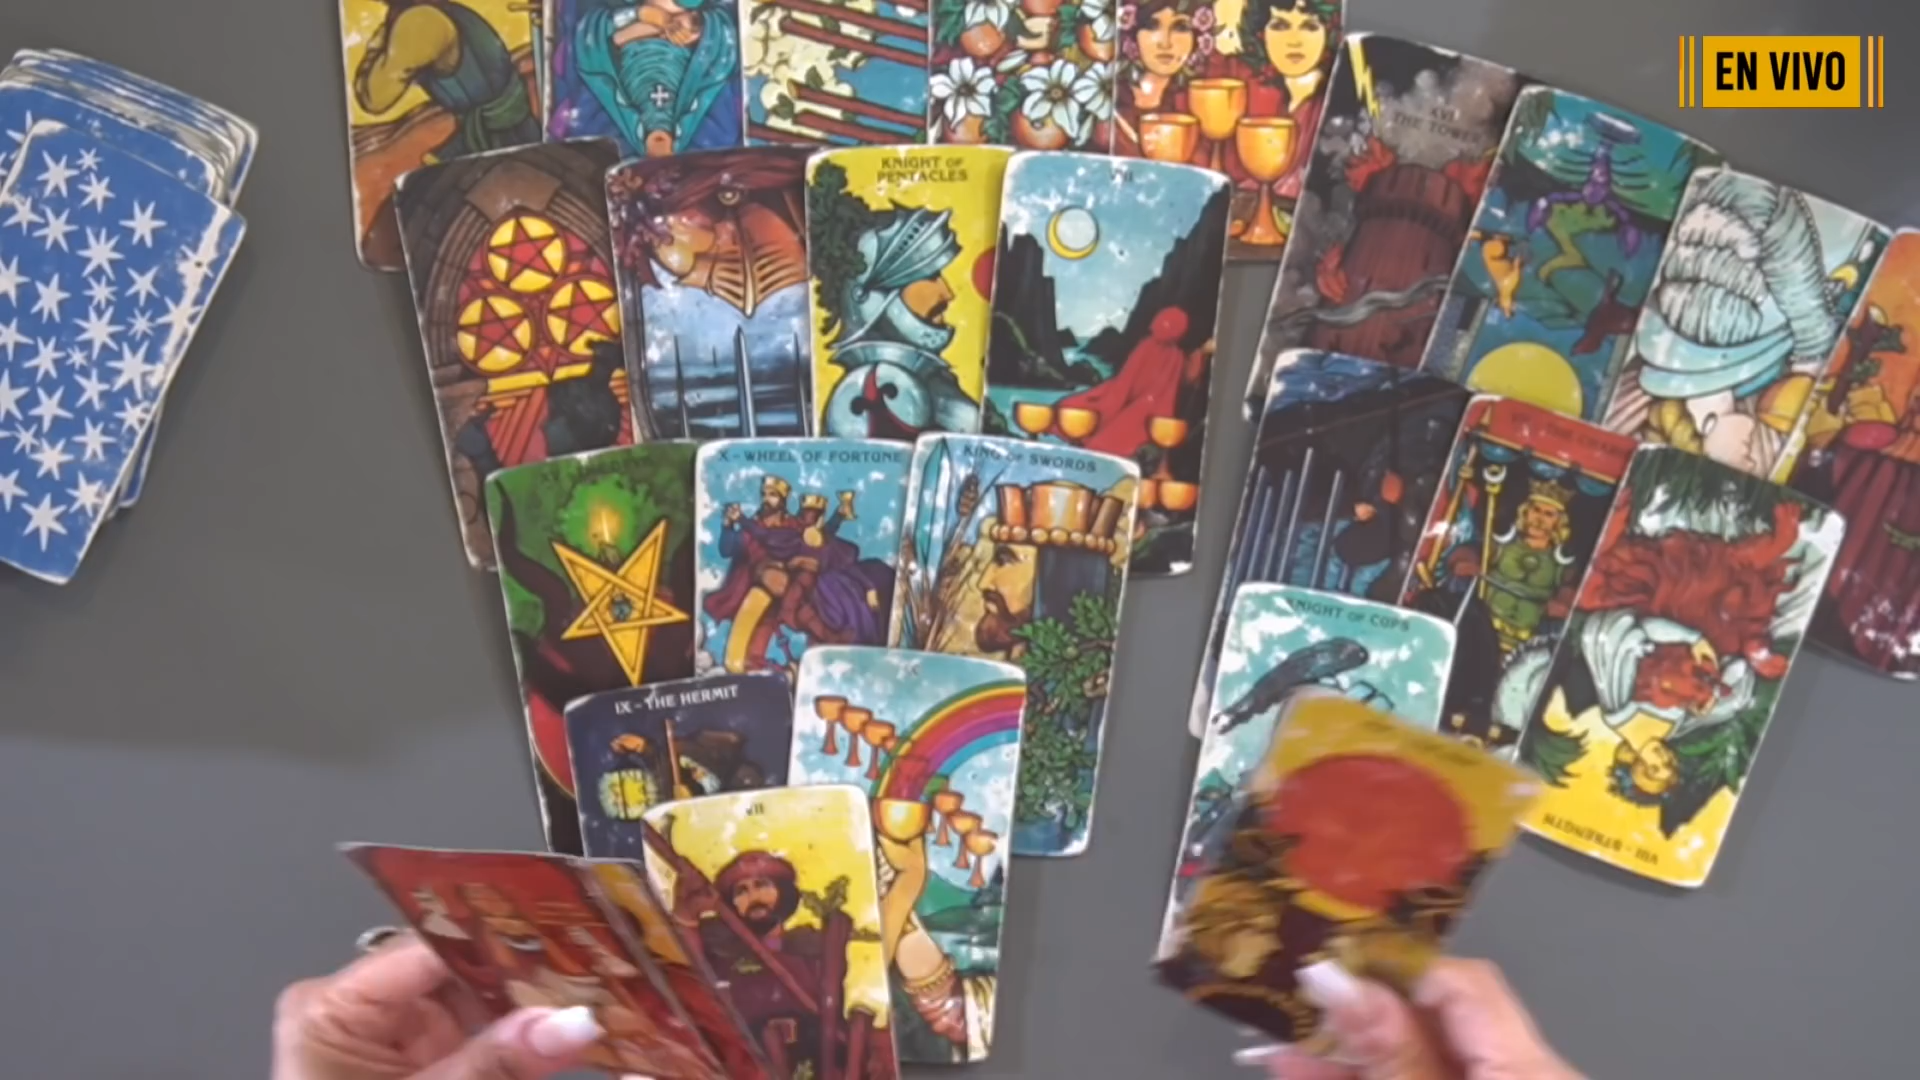 EN VIVO
XVI
THE TOWER
KNIGHT OF
PENTACLES
VIII
X - WHEEL OF FORTUNE
KING OF SWORDS
KNIGHT OF CUPS
IX - THE HERMIT
VII
VIII - STRENGTH